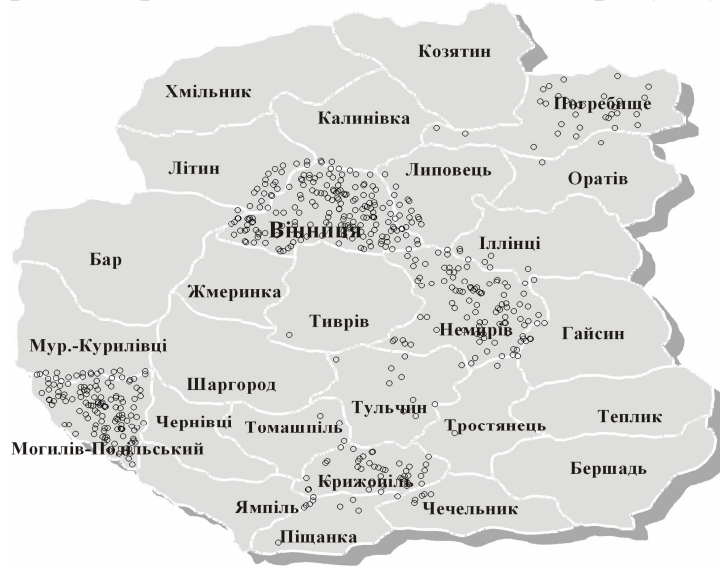 Козятин
Хмільник
Погребище
Калинівка
Літин
Липовець
Оратів
Вінниця
Іллінці
Бар
Жмеринка
Тиврів
Немирів
Гайсин
Мур.-Курилівці
Шаргород
Тульчин
Чернівці
Томашпіль
Тростянець
Теплик
Могилів-Подільський
Бершадь
Крижопіль
Ямпіль
Чечельник
Піщанка